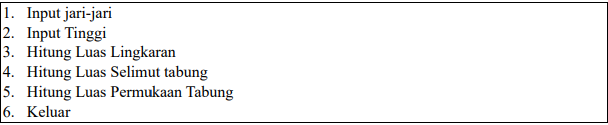 1. Input jari-jari
2. Input Tinggi
3. Hitung Luas Lingkaran
4. Hitung Luas Selimut tabung
5. Hitung Luas Permukaan Tabung
6. Keluar